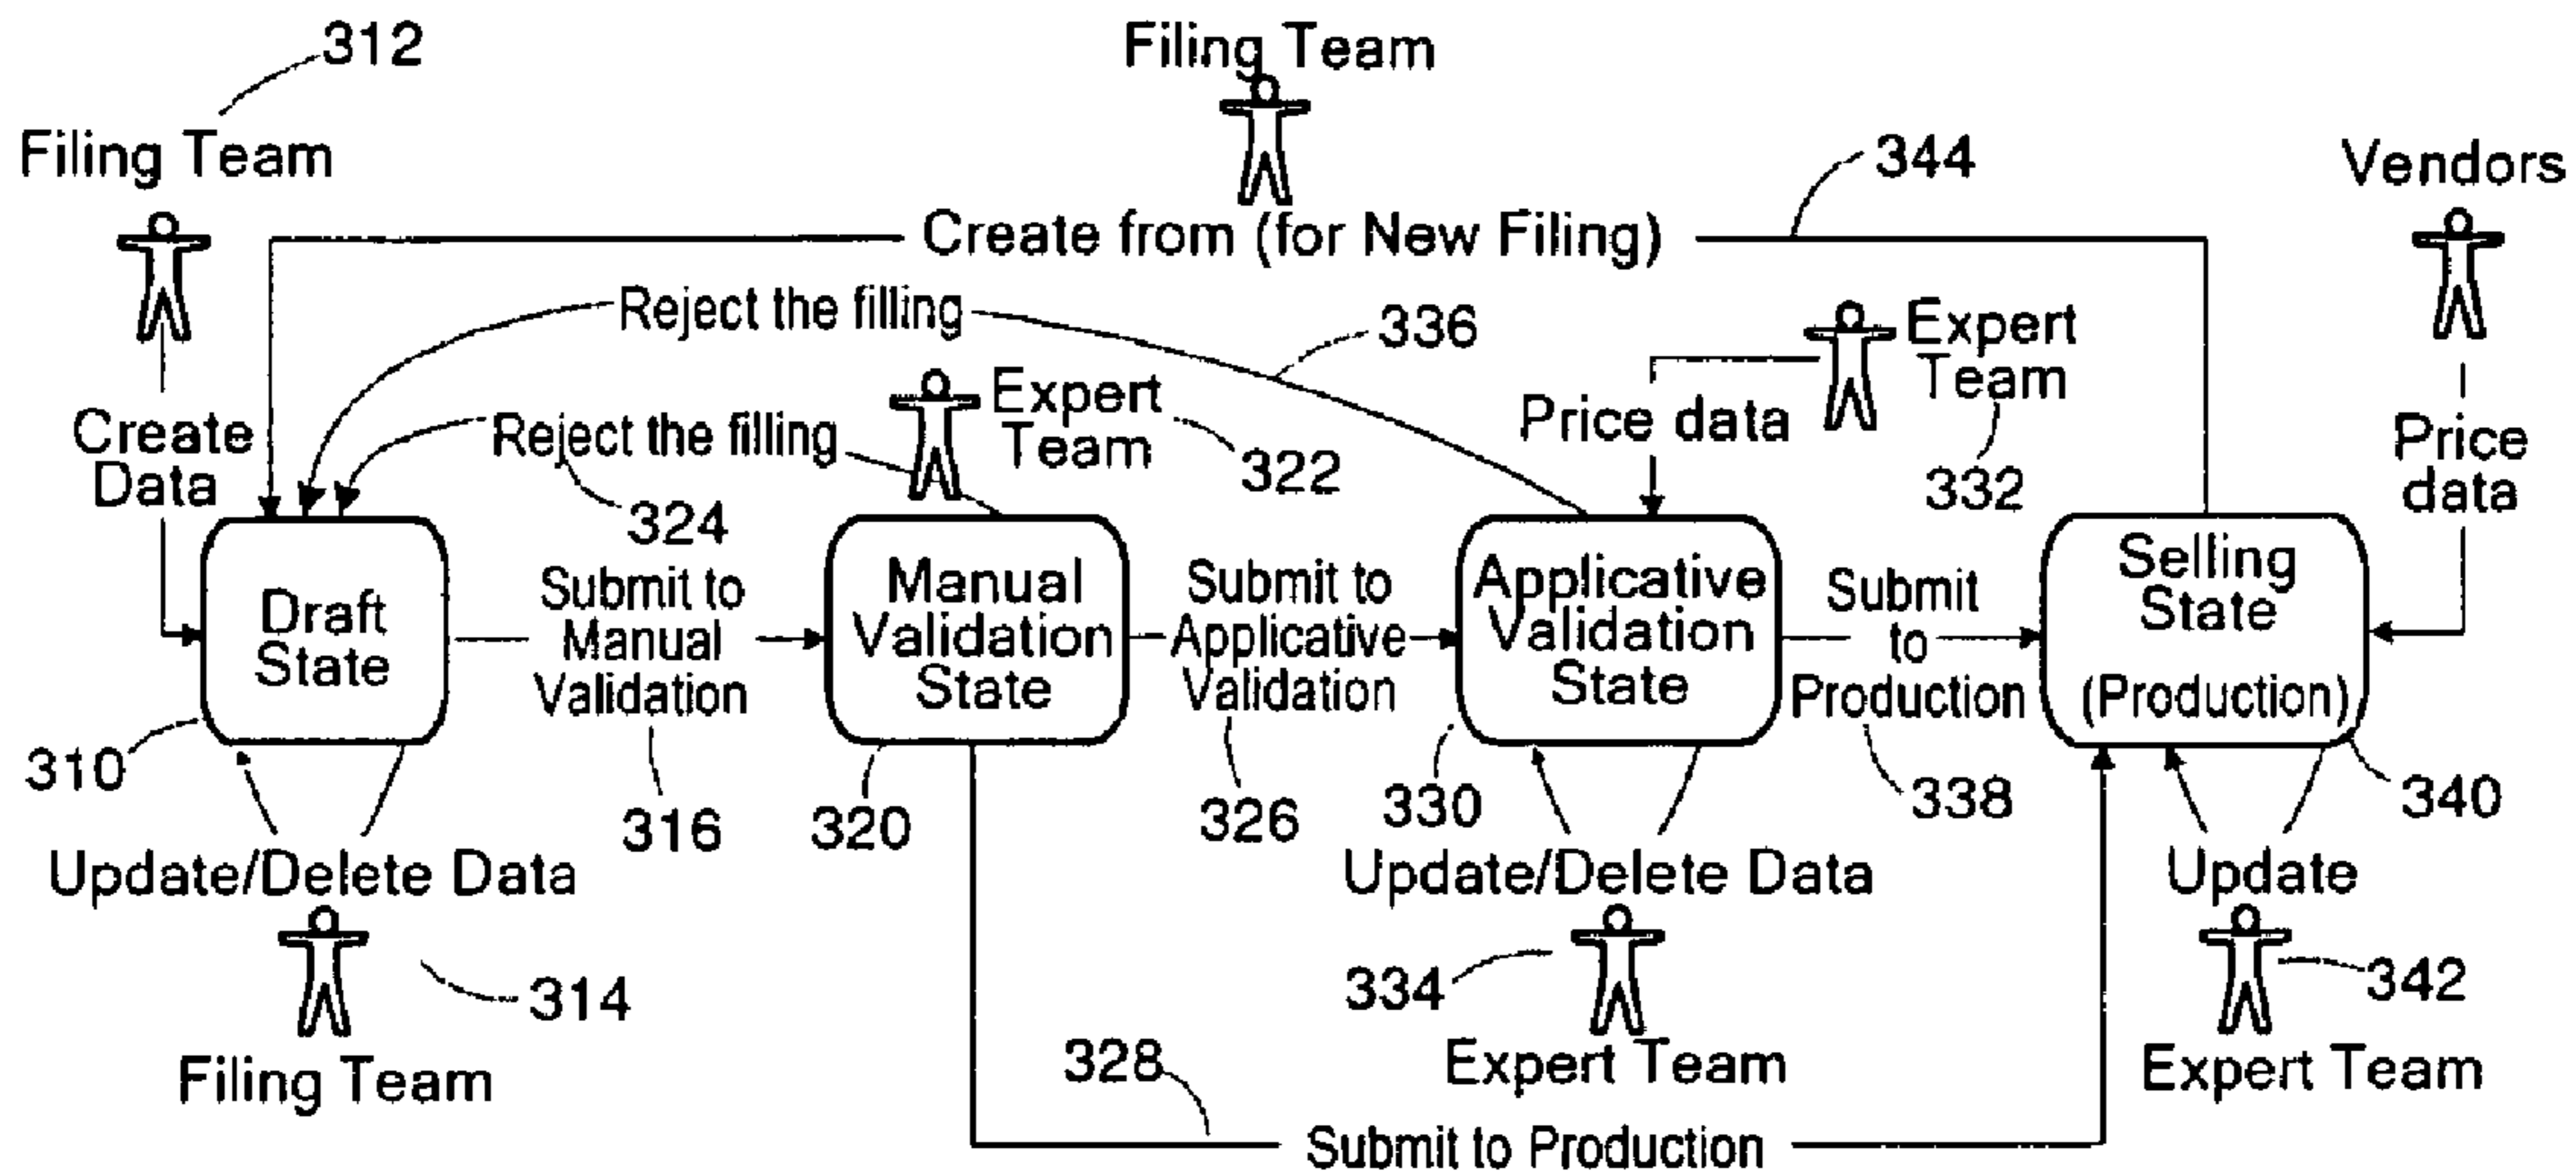 312
Filing Team
Filing Team
344
Vendors
Create from (for New Filing)
Reject the filling
336
Expert
Team
332
Price data
Price
data
Create
Data
Reject the filling
324
Expert
Team
322
Draft
State
310
Submit to
Manual
Validation
316
Manual
Validation
State
320
Submit to
Applicative
Validation
326
Applicative
Validation
State
330
Submit
to
Production
338
Selling
State
(Production)
340
Update/Delete Data
314
Filing Team
Update/Delete Data
334
Expert Team
Update
342
Expert Team
328
Submit to Production